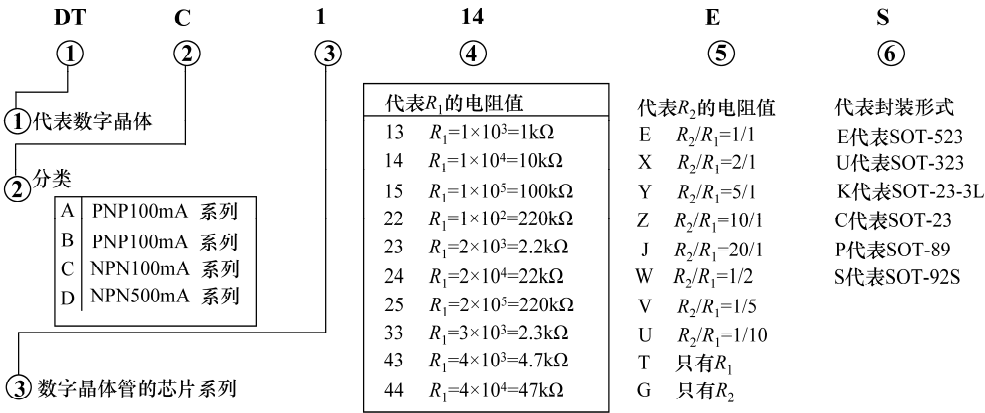 DT C 1 14 E S
① ② ③ ④ ⑤ ⑥
①代表数字晶体
②分类
A PNP100mA 系列
B PNP100mA 系列
C NPN100mA 系列
D NPN500mA 系列
③数字晶体管的芯片系列
代表R₁的电阻值
13 R₁=1×10³=1kΩ
14 R₁=1×10⁴=10kΩ
15 R₁=1×10⁵=100kΩ
22 R₁=1×10²=220kΩ
23 R₁=2×10³=2.2kΩ
24 R₁=2×10⁴=22kΩ
25 R₁=2×10⁵=220kΩ
33 R₁=3×10³=2.3kΩ
43 R₁=4×10³=4.7kΩ
44 R₁=4×10⁴=47kΩ
代表R₂的电阻值
E R₂/R₁=1/1
X R₂/R₁=2/1
Y R₂/R₁=5/1
Z R₂/R₁=10/1
J R₂/R₁=20/1
W R₂/R₁=1/2
V R₂/R₁=1/5
U R₂/R₁=1/10
T 只有R₁
G 只有R₂
代表封装形式
E代表SOT-523
U代表SOT-323
K代表SOT-23-3L
C代表SOT-23
P代表SOT-89
S代表SOT-92S